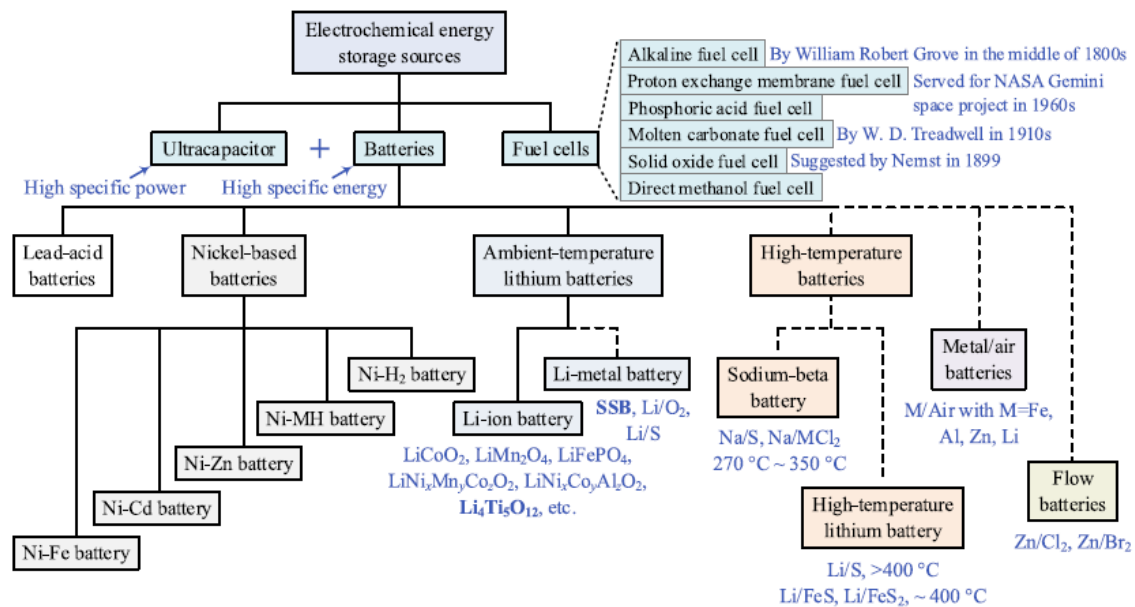 Electrochemical energy
storage sources
Alkaline fuel cell By William Robert Grove in the middle of 1800s
Proton exchange membrane fuel cell Served for NASA Gemini
space project in 1960s
Phosphoric acid fuel cell
Molten carbonate fuel cell By W. D. Treadwell in 1910s
Solid oxide fuel cell Suggested by Nemst in 1899
Direct methanol fuel cell
Ultracapacitor + Batteries Fuel cells
High specific power High specific energy
Lead-acid
batteries
Nickel-based
batteries
Ambient-temperature
lithium batteries
High-temperature
batteries
Metal/air
batteries
M/Air with M=Fe,
Al, Zn, Li
Flow
batteries
Zn/Cl₂, Zn/Br₂
Ni-H₂ battery
Ni-MH battery
Ni-Zn battery
Ni-Cd battery
Ni-Fe battery
Li-metal battery
SSB, Li/O₂,
Li/S
Li-ion battery
LiCoO₂, LiMn₂O₄, LiFePO₄,
LiNiₓMnᵧCo𝓏O₂, LiNiₓCoᵧAl𝓏O₂,
Li₄Ti₅O₁₂, etc.
Sodium-beta
battery
Na/S, Na/MCl₂
270 °C ~ 350 °C
High-temperature
lithium battery
Li/S, >400 °C
Li/FeS, Li/FeS₂, ~ 400 °C